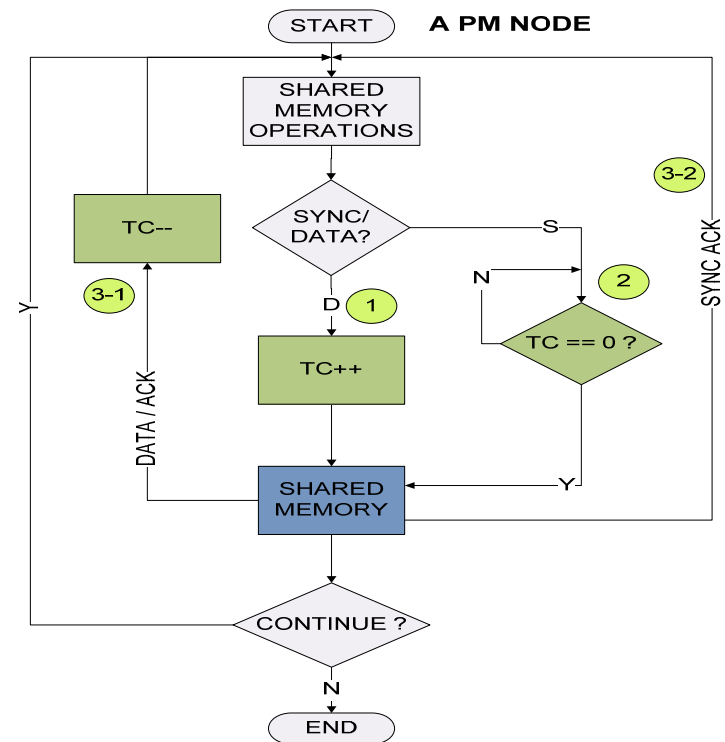 START
A PM NODE
SHARED
MEMORY
OPERATIONS
3-2
TC--
SYNC/
DATA?
S
N
2
3-1
D
1
Y
SYNC ACK
TC == 0 ?
TC++
DATA / ACK
SHARED
MEMORY
Y
CONTINUE ?
N
END